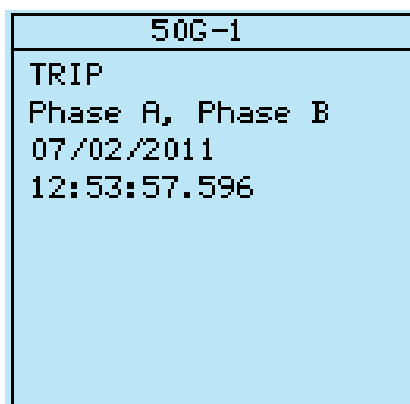 50G-1
TRIP
Phase A, Phase B
07/02/2011
12:53:57.596